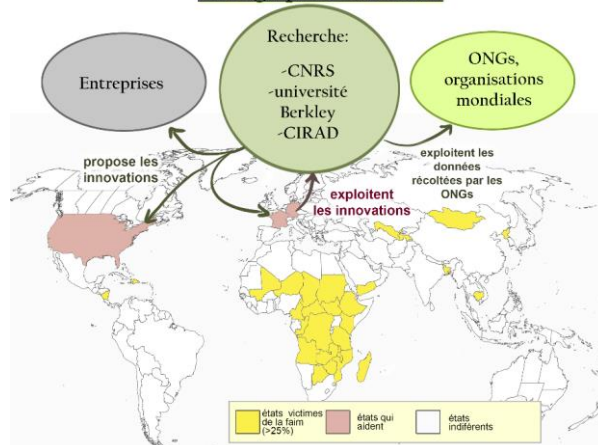 Recherche:
-CNRS
-université
Berkley
-CIRAD
Entreprises
ONGs,
organisations
mondiales
propose les
innovations
exploitent
les innovations
exploitent les
données
récoltées par les
ONGs
états victimes
de la faim
(>25%)
états qui
aident
états
indiférents